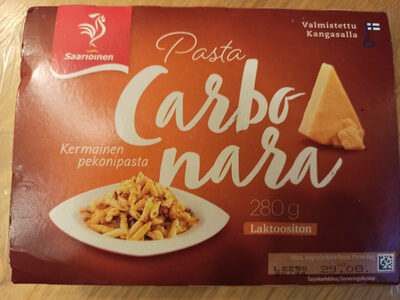 Saarioinen
Valmistettu
Kangasalla
Pasta
Carbo
nara
Kermainen
pekonipasta
280 g
Laktoositon
29.08.